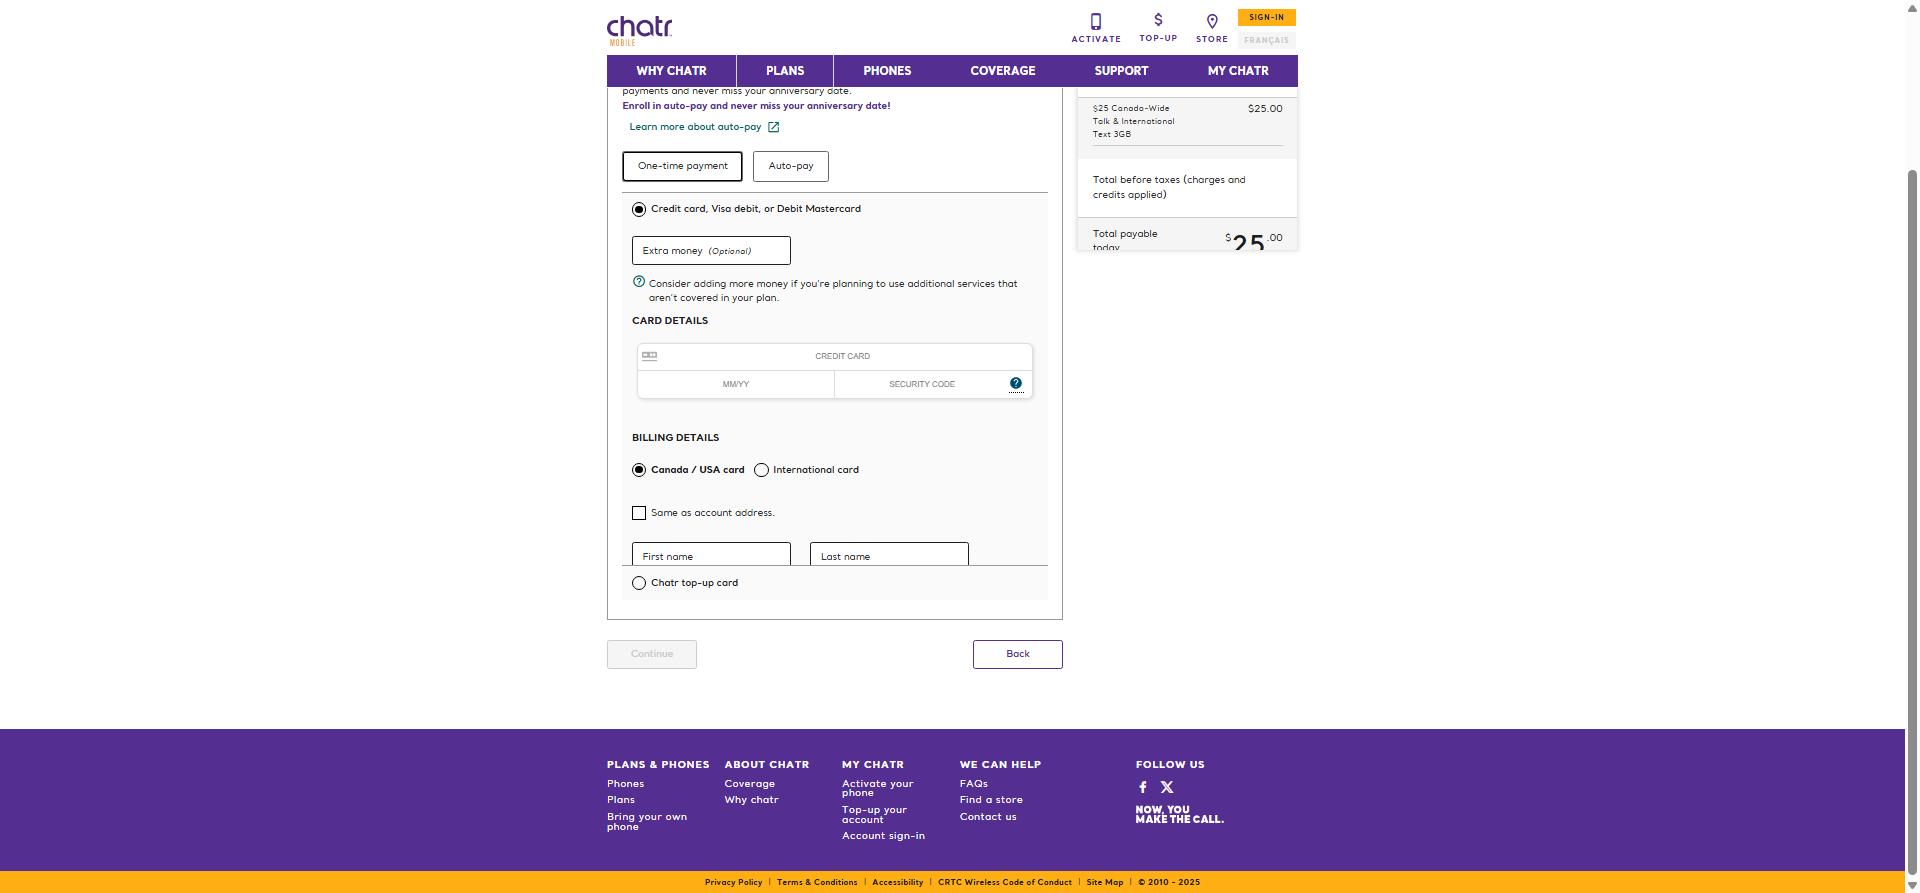 chatr
MOBILE
ACTIVATE
TOP-UP
STORE
SIGN-IN
FRANÇAIS
WHY CHATR
PLANS
PHONES
COVERAGE
SUPPORT
MY CHATR
payments and never miss your anniversary date.
Enroll in auto-pay and never miss your anniversary date!
Learn more about auto-pay
One-time payment
Auto-pay
Credit card, Visa debit, or Debit Mastercard
Extra money (Optional)
Consider adding more money if you're planning to use additional services that
aren't covered in your plan.
CARD DETAILS
CREDIT CARD
MM/YY
SECURITY CODE
BILLING DETAILS
Canada / USA card
International card
Same as account address.
First name
Last name
Chatr top-up card
Continue
Back
$25 Canada-Wide
Talk & International
Text 3GB
$25.00
Total before taxes (charges and
credits applied)
Total payable
today
$25.00
PLANS & PHONES
Phones
Plans
Bring your own
phone
ABOUT CHATR
Coverage
Why chatr
MY CHATR
Activate your
phone
Top-up your
account
Account sign-in
WE CAN HELP
FAQs
Find a store
Contact us
FOLLOW US
NOW, YOU
MAKE THE CALL.
Privacy Policy | Terms & Conditions | Accessibility | CRTC Wireless Code of Conduct | Site Map | © 2010 - 2025